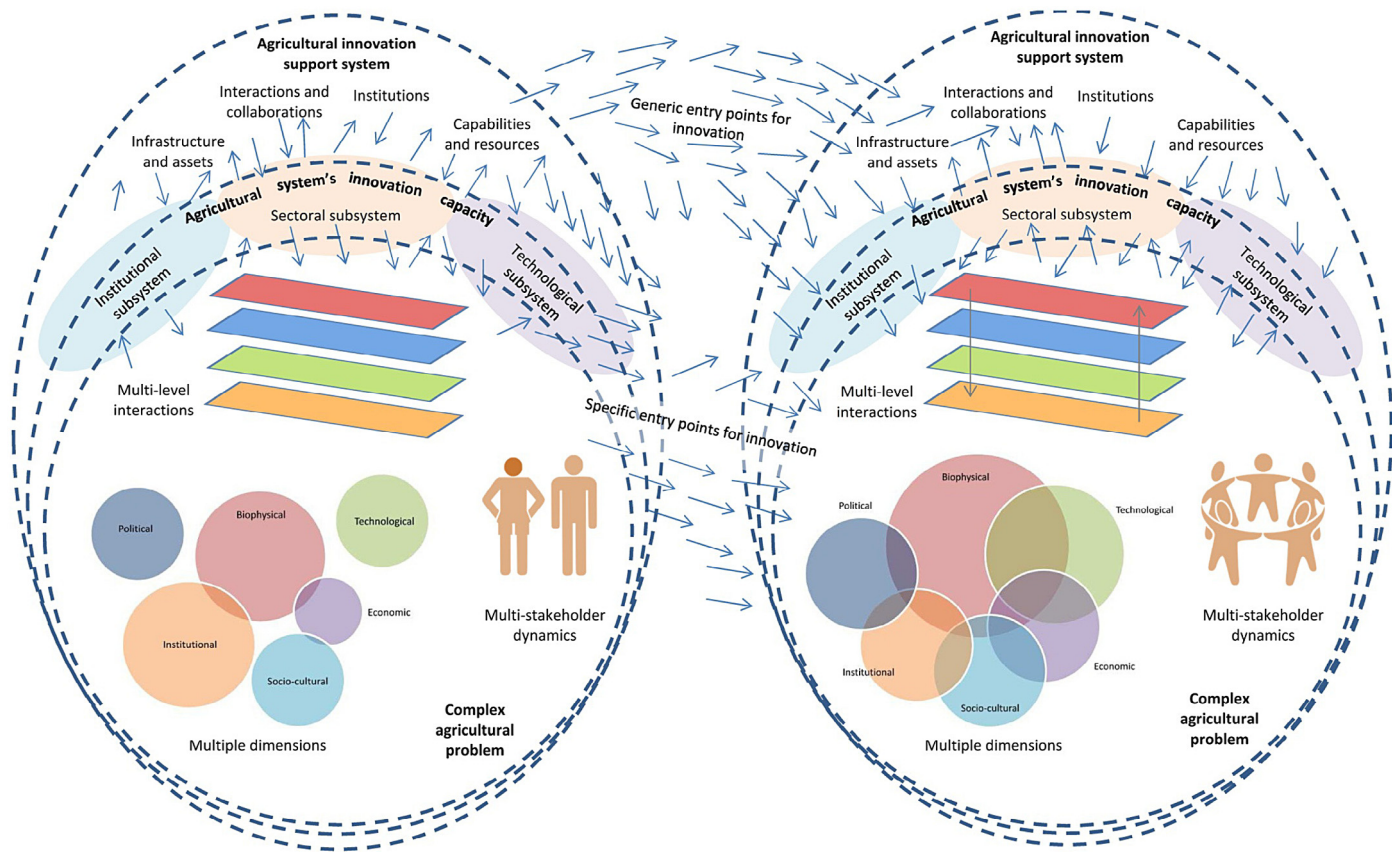 Agricultural innovation
support system
Interactions and
collaborations
Institutions
Infrastructure
and assets
Capabilities
and resources
Agricultural system's innovation capacity
Sectoral subsystem
Institutional
subsystem
Technological
subsystem
Multi-level
interactions
Political
Biophysical
Technological
Economic
Institutional
Socio-cultural
Multiple dimensions
Multi-stakeholder
dynamics
Complex
agricultural
problem
Generic entry points for
innovation
Specific entry points for innovation
Agricultural innovation
support system
Interactions and
collaborations
Institutions
Infrastructure
and assets
Capabilities
and resources
Agricultural system's innovation capacity
Sectoral subsystem
Institutional
subsystem
Technological
subsystem
Multi-level
interactions
Biophysical
Political
Technological
Institutional
Economic
Socio-cultural
Multiple dimensions
Multi-stakeholder
dynamics
Complex
agricultural
problem